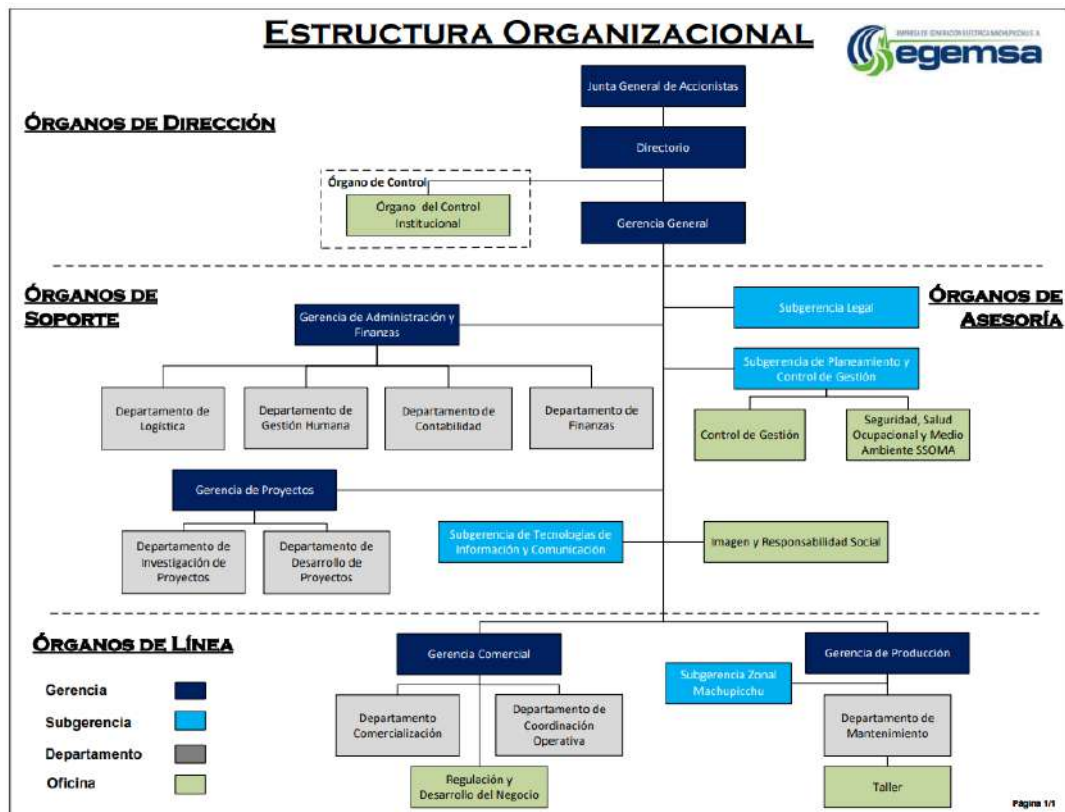 ESTRUCTURA ORGANIZACIONAL
EMPRESA DE GENERACIÓN ELÉCTRICA MACHUPICCHU S. A.
egemsa
Junta General de Accionistas
ÓRGANOS DE DIRECCIÓN
Directorio
Órgano de Control
Órgano del Control
Institucional
Gerencia General
ÓRGANOS DE
SOPORTE
Gerencia de Administración y
Finanzas
Subgerencia Legal
ÓRGANOS DE
ASESORÍA
Subgerencia de Planeamiento y
Control de Gestión
Departamento de
Logística
Departamento de
Gestión Humana
Departamento de
Contabilidad
Departamento de
Finanzas
Control de Gestión
Seguridad, Salud
Ocupacional y Medio
Ambiente SSOMA
Gerencia de Proyectos
Departamento de
Investigación de
Proyectos
Departamento de
Desarrollo de
Proyectos
Subgerencia de Tecnologías de
Información y Comunicación
Imagen y Responsabilidad Social
ÓRGANOS DE LÍNEA
Gerencia Comercial
Gerencia de Producción
Subgerencia Zonal
Machupicchu
Departamento
Comercialización
Departamento de
Coordinación
Operativa
Departamento de
Mantenimiento
Regulación y
Desarrollo del Negocio
Taller
Gerencia
Subgerencia
Departamento
Oficina
Página 1/1